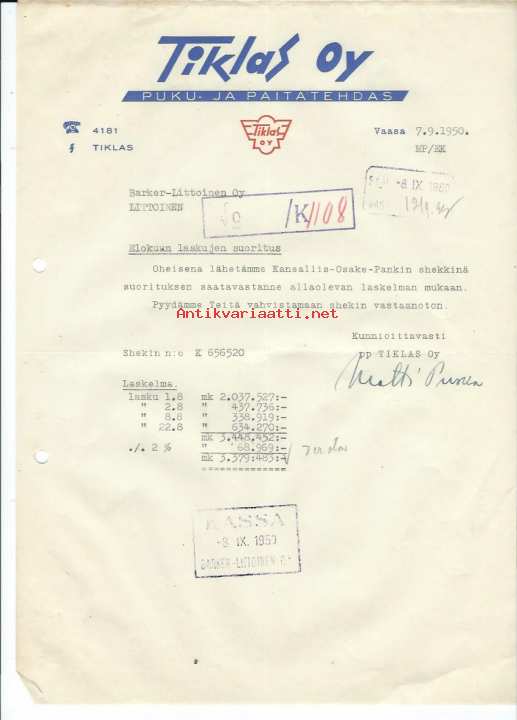 Tiklas Oy
PUKU- JA PAITATEHDAS
4181
TIKLAS
Tiklas
OY
Vaasa 7.9.1950.
MP/EK
-8 IX. 1950
Barker-Littoinen Oy
LITTOINEN
/K/1108
Elokuun laskujen suoritus
Oheisena lähetämme Kansallis-Osake-Pankin shekkinä
suorituksen saatavastanne allaolevan laskelman mukaan.
Pyydämme Teitä vahvistamaan shekin vastaanoton.
Antikvariaatti.net
Kunnioittavasti
Shekin n:o K 656520 pp TIKLAS Oy
Matti
Laskelma.
lasku 1.8 mk 2.037.527:-
" 2.8 " 437.736:-
" 8.8 " 338.919:-
" 22.8 " 634.270:-
mk 3.448.452:-
./. 2 % " 68.969:-
mk 3.379.483:-
=============
KASSA
-8. IX. 1950
BARKER-LITTOINEN OY